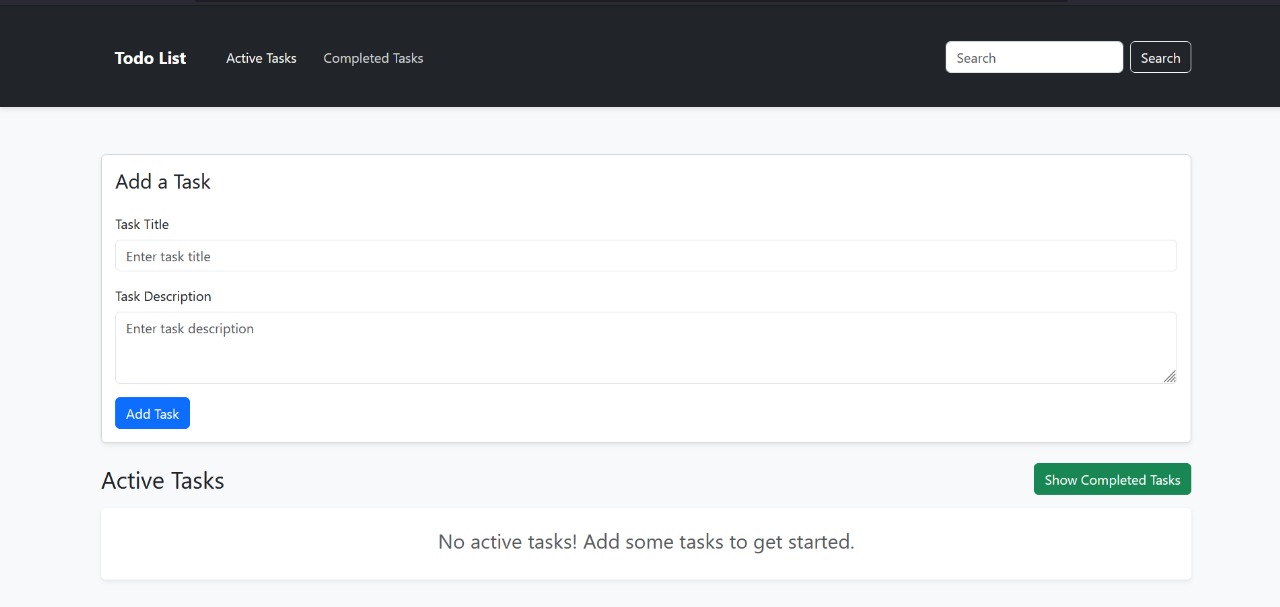 Todo List Active Tasks Completed Tasks Search Search
Add a Task
Task Title
Enter task title
Task Description
Enter task description
Add Task
Active Tasks Show Completed Tasks
No active tasks! Add some tasks to get started.